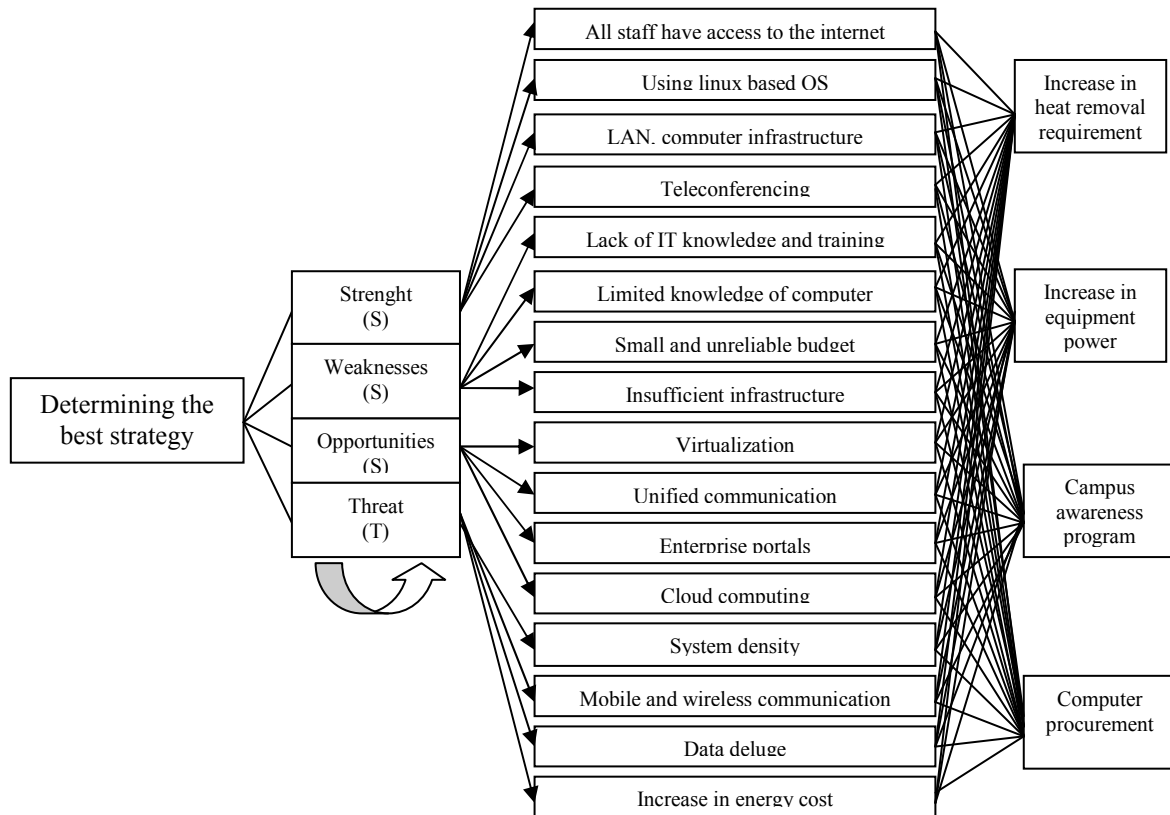 Determining the
best strategy
Strenght
(S)
Weaknesses
(S)
Opportunities
(S)
Threat
(T)
All staff have access to the internet
Using linux based OS
LAN, computer infrastructure
Teleconferencing
Lack of IT knowledge and training
Limited knowledge of computer
Small and unreliable budget
Insufficient infrastructure
Virtualization
Unified communication
Enterprise portals
Cloud computing
System density
Mobile and wireless communication
Data deluge
Increase in energy cost
Increase in
heat removal
requirement
Increase in
equipment
power
Campus
awareness
program
Computer
procurement